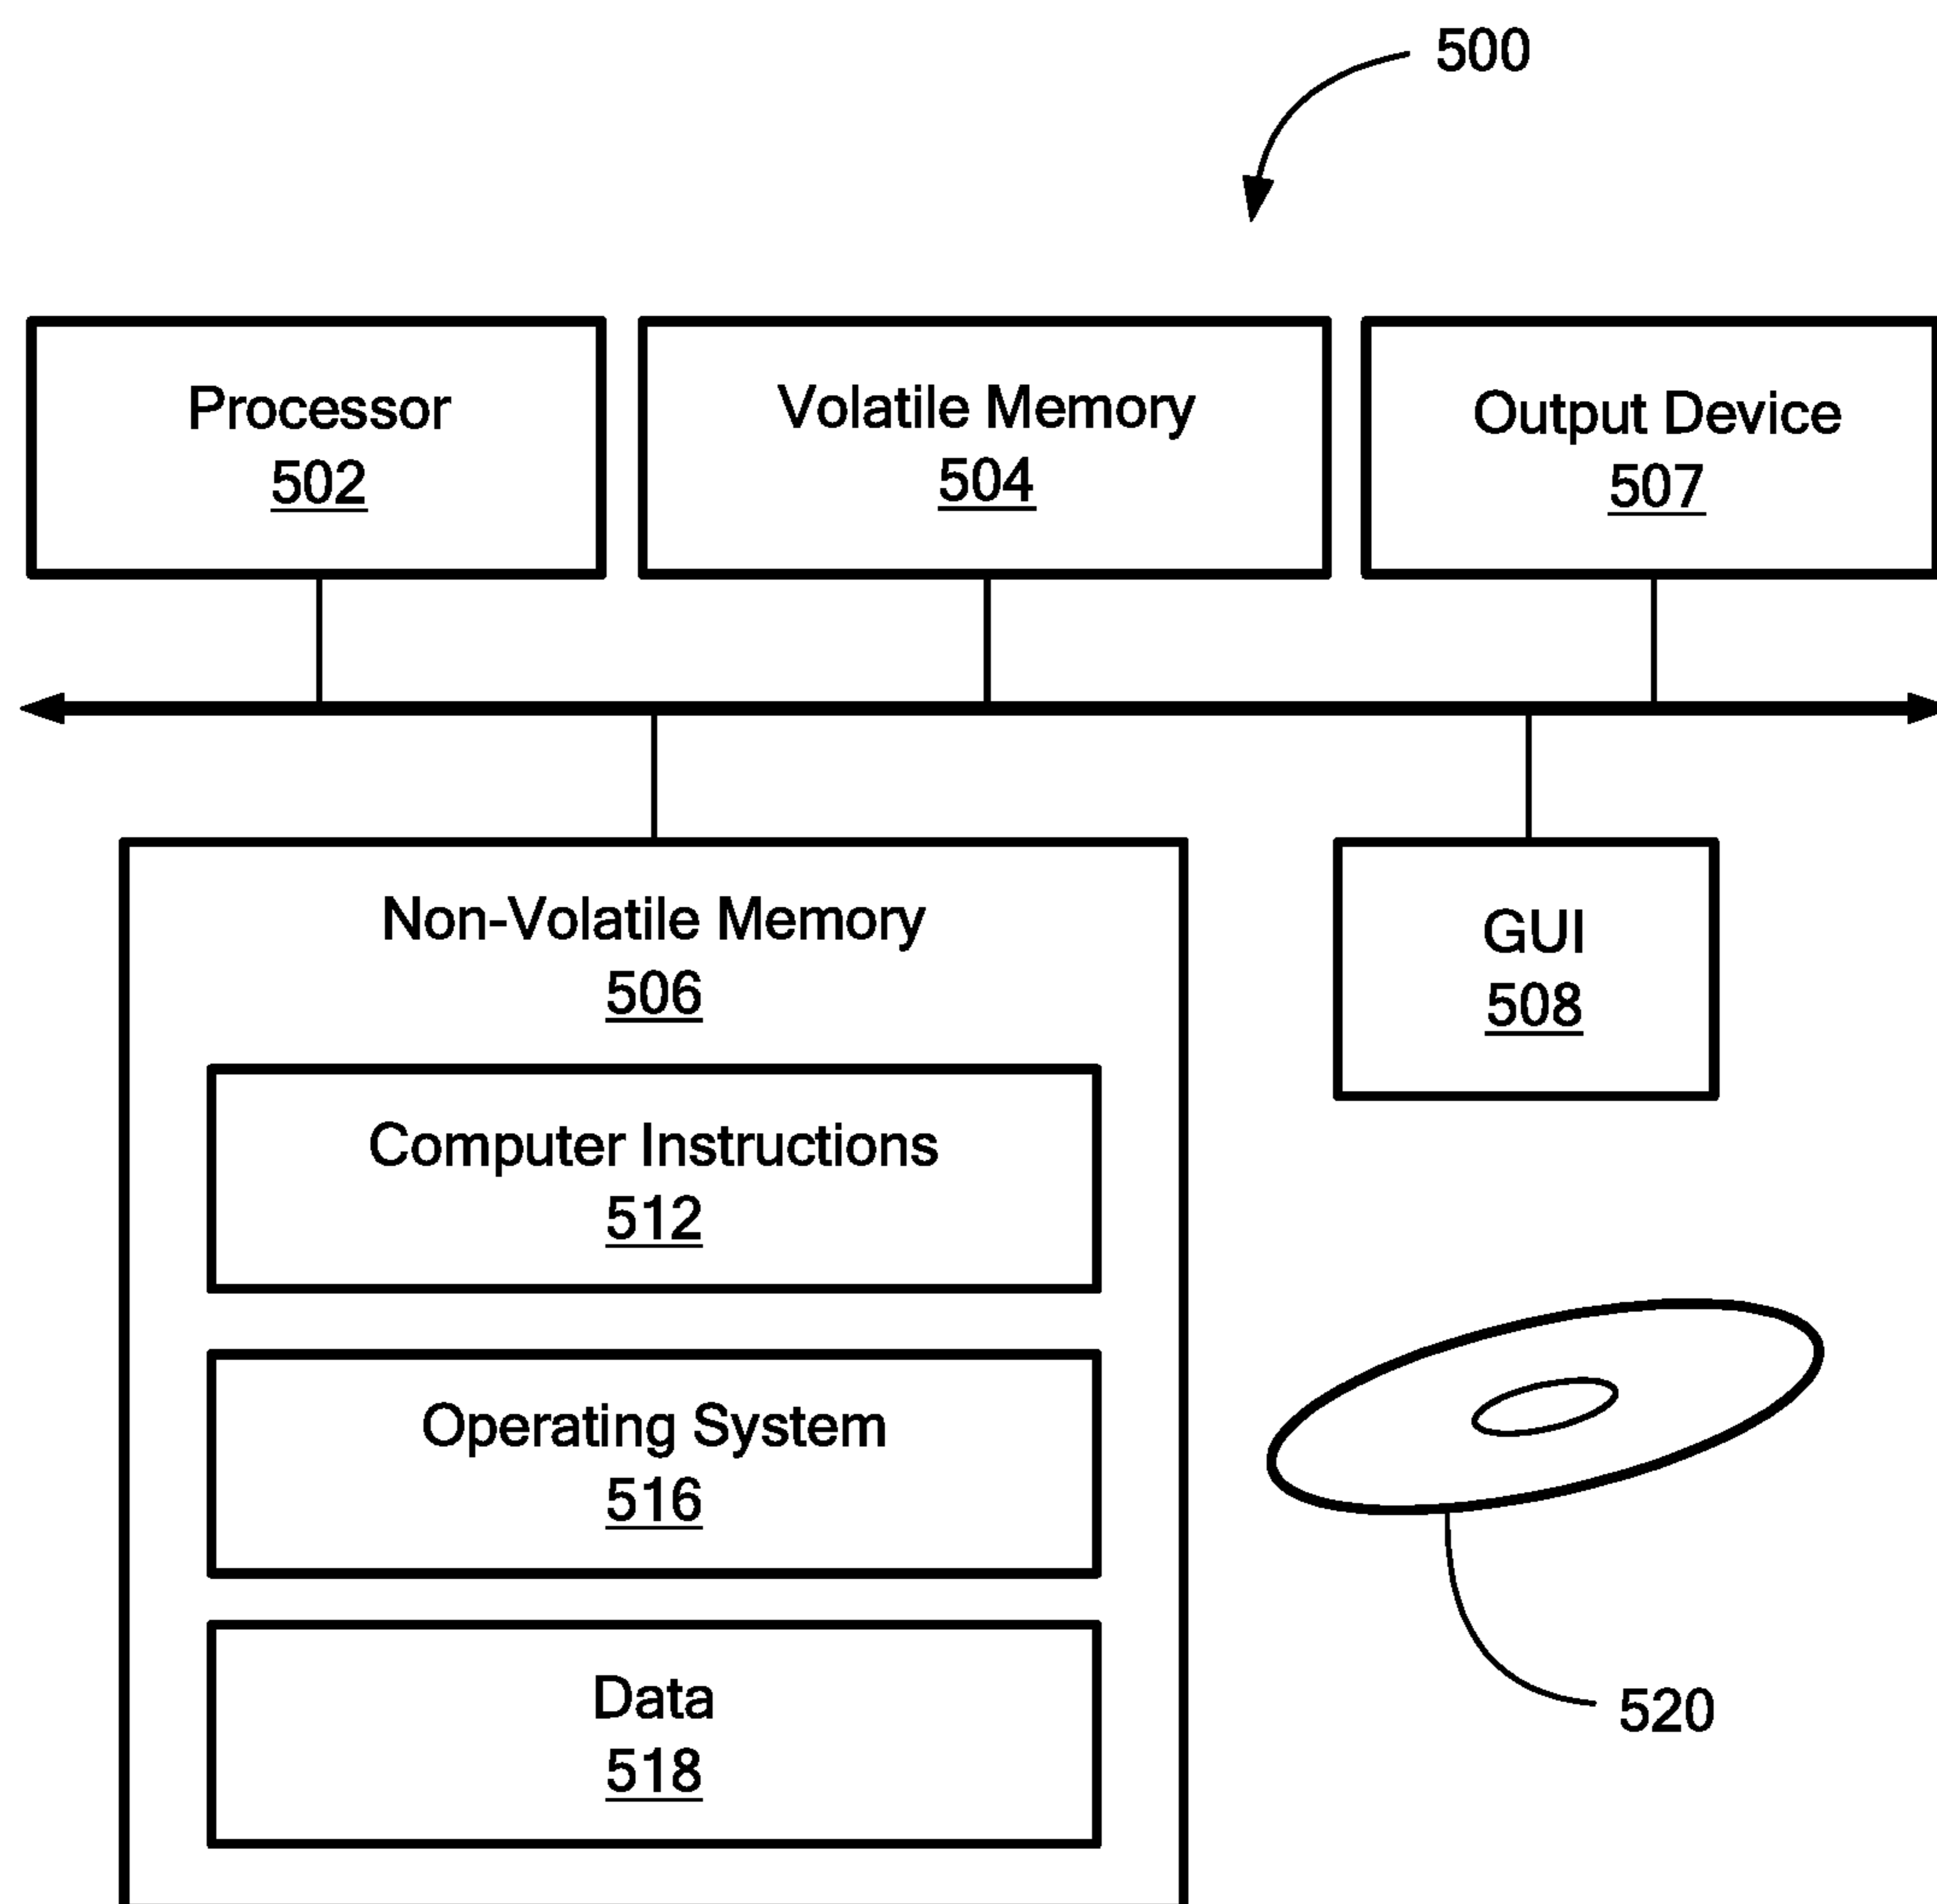 500
Processor
502
Volatile Memory
504
Output Device
507
Non-Volatile Memory
506
GUI
508
Computer Instructions
512
Operating System
516
Data
518
520